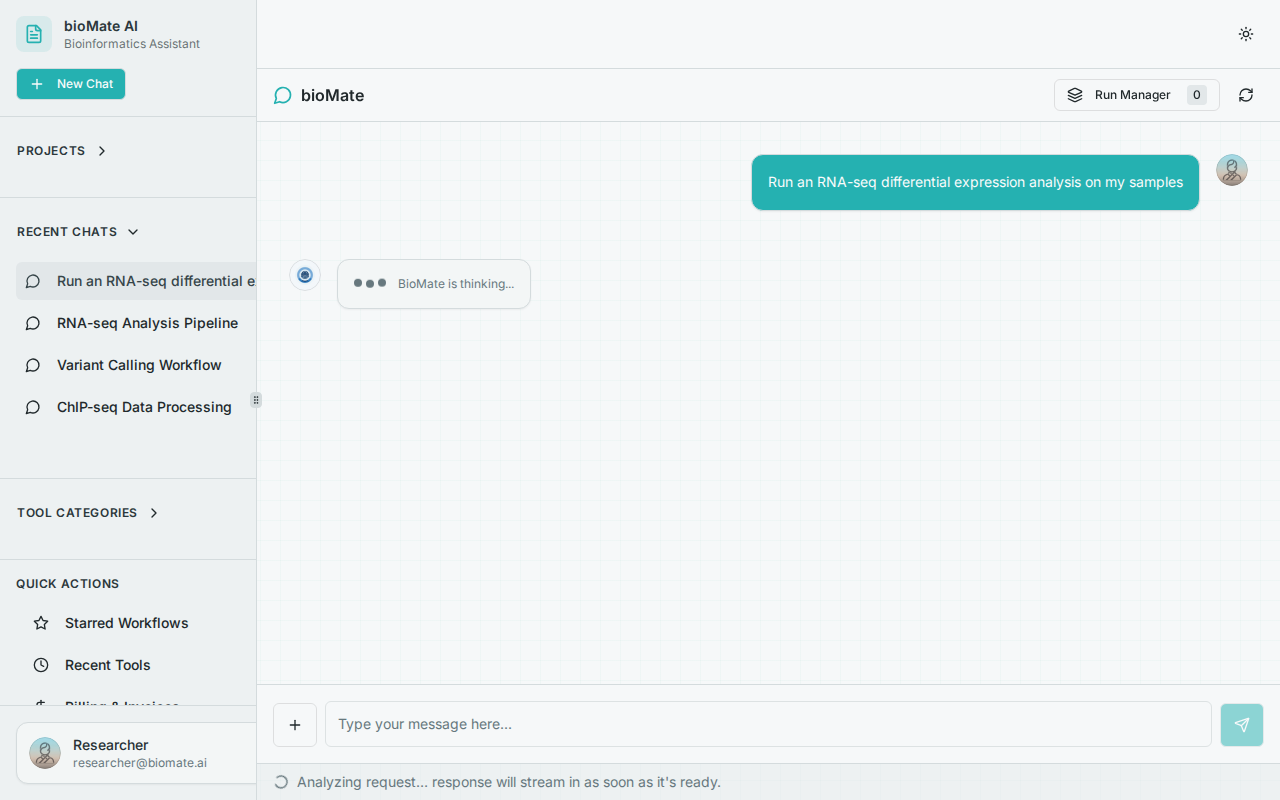 bioMate AI
Bioinformatics Assistant
New Chat
PROJECTS
RECENT CHATS
Run an RNA-seq differential e
RNA-seq Analysis Pipeline
Variant Calling Workflow
ChIP-seq Data Processing
TOOL CATEGORIES
QUICK ACTIONS
Starred Workflows
Recent Tools
Billing & Invoices
Researcher
researcher@biomate.ai
bioMate
Run Manager 0
Run an RNA-seq differential expression analysis on my samples
BioMate is thinking...
Type your message here...
Analyzing request... response will stream in as soon as it's ready.